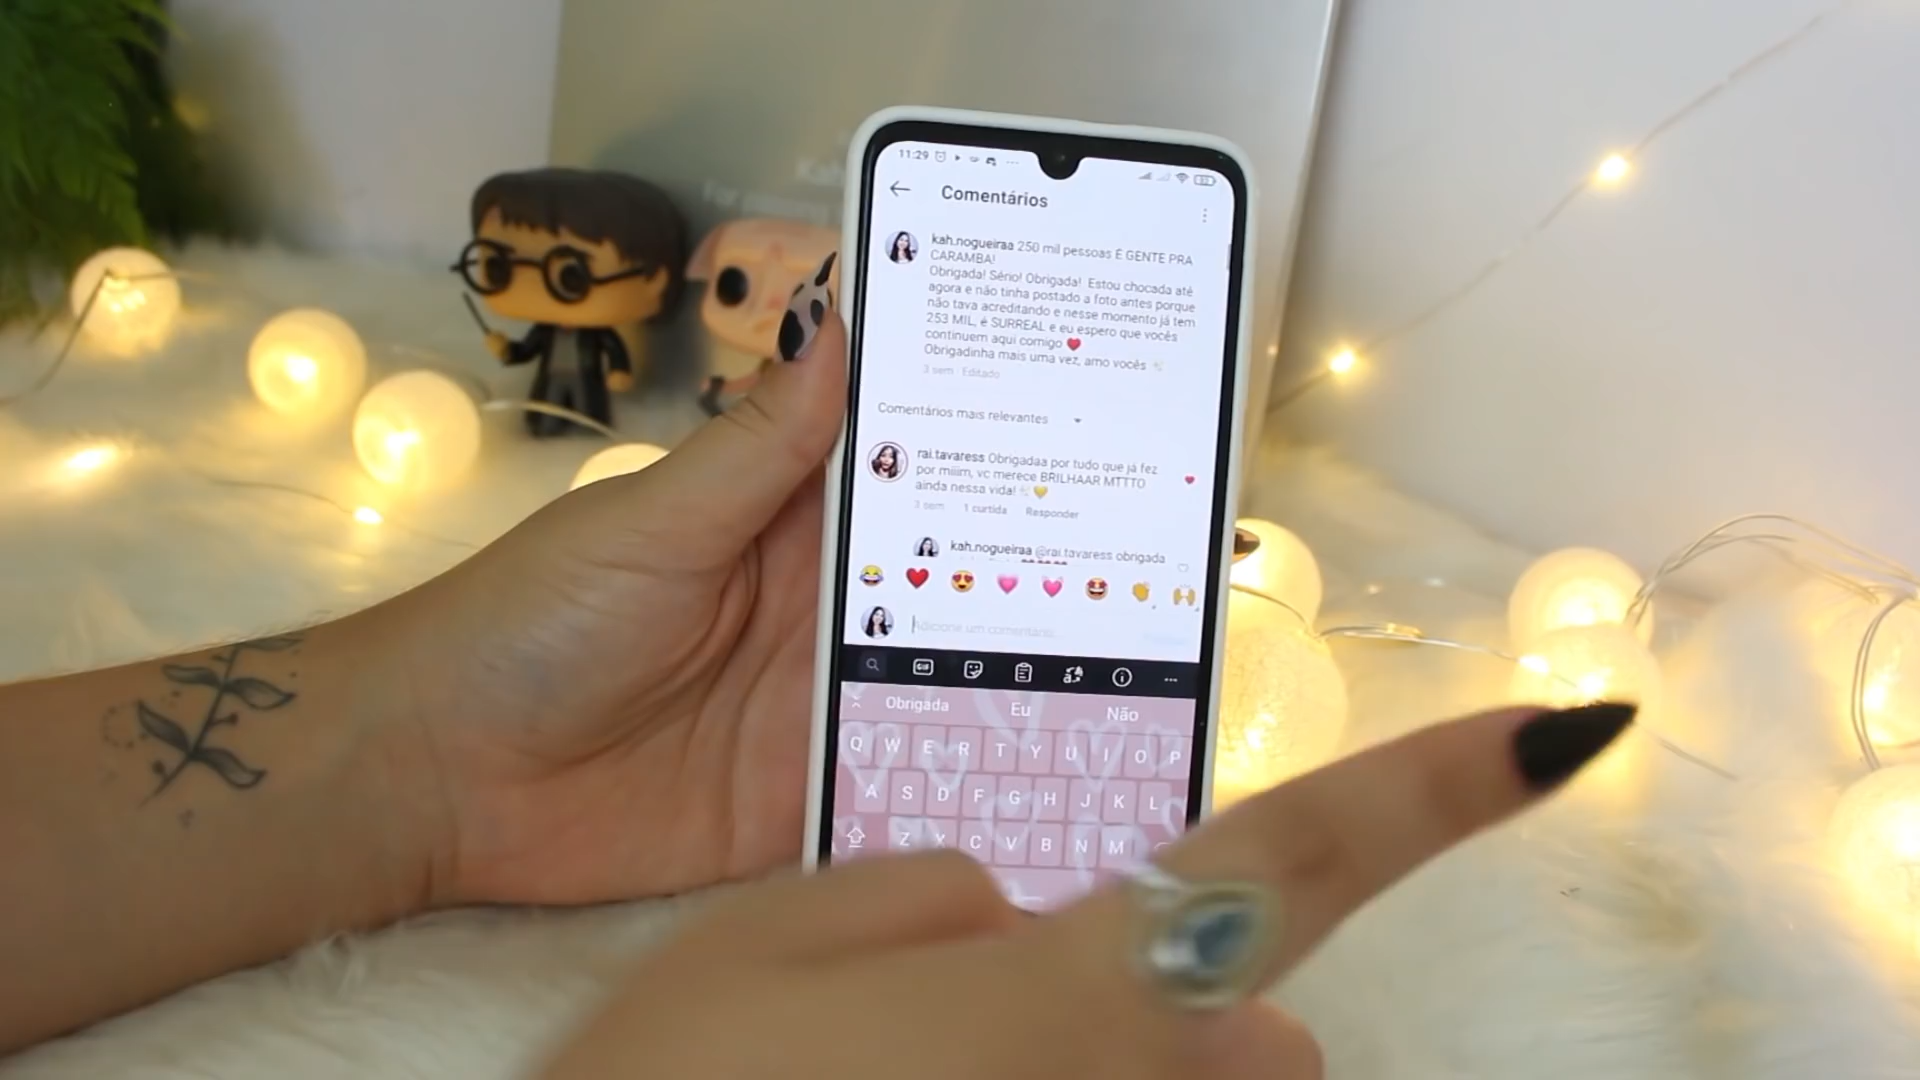 11:29
Comentários
kah.nogueiraa 250 mil pessoas É GENTE PRA
CARAMBA!
Obrigada! Sério! Obrigada! Estou chocada até
agora e não tinha postado a foto antes porque
não tava acreditando e nesse momento já tem
253 MIL, é SURREAL e eu espero que vocês
continuem aqui comigo ❤️
Obrigadinha mais uma vez, amo vocês ✨
3 sem Editado
Comentários mais relevantes
rai.tavaress Obrigadaa por tudo que já fez
por miiim, vc merece BRILHAAR MTTTO
ainda nessa vida! ✨💛
3 sem 1 curtida Responder
kah.nogueiraa @rai.tavaress obrigada
😂 ❤️ 😍 💗 💓 🤩 👏 🙌
Adicione um comentário...
GIF
Obrigada Eu Não
Q W E R T Y U I O P
A S D F G H J K L
Z X C V B N M